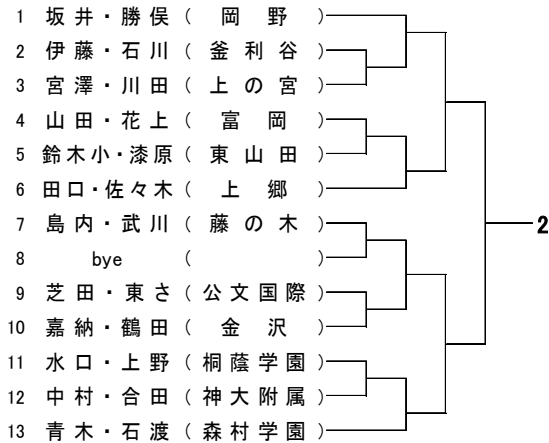 1 坂井・勝俣 ( 岡野 )
2 伊藤・石川 ( 釜利谷 )
3 宮澤・川田 ( 上の宮 )
4 山田・花上 ( 富岡 )
5 鈴木小・漆原 ( 東山田 )
6 田口・佐々木 ( 上郷 )
7 島内・武川 ( 藤の木 )
2
8 bye ( )
9 芝田・東さ ( 公文国際 )
10 嘉納・鶴田 ( 金沢 )
11 水口・上野 ( 桐蔭学園 )
12 中村・合田 ( 神大附属 )
13 青木・石渡 ( 森村学園 )